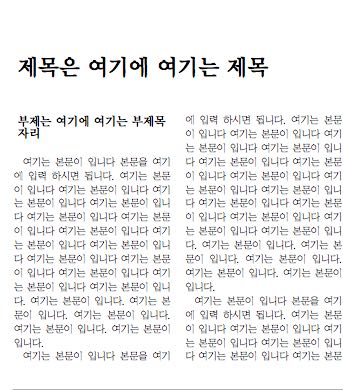 제목은 여기에 여기는 제목
부제는 여기에 여기는 부제목
자리
여기는 본문이 입니다 본문을 여기
에 입력 하시면 됩니다. 여기는 본문
이 입니다 여기는 본문이 입니다 여기
는 본문이 입니다 여기는 본문이 입니
다 여기는 본문이 입니다 여기는 본문
이 입니다 여기는 본문이 입니다 여기
는 본문이 입니다 여기는 본문이 입니
다 여기는 본문이 입니다 여기는 본문
이 입니다 여기는 본문이 입니다 여기
는 본문이 입니다 여기는 본문이 입니
다. 여기는 본문이 입니다. 여기는 본
문이 입니다. 여기는 본문이 입니다.
여기는 본문이 입니다. 여기는 본문이
입니다.
여기는 본문이 입니다 본문을 여기
에 입력 하시면 됩니다. 여기는 본문
이 입니다 여기는 본문이 입니다 여기
는 본문이 입니다 여기는 본문이 입니
다 여기는 본문이 입니다 여기는 본문
이 입니다 여기는 본문이 입니다 여기
는 본문이 입니다 여기는 본문이 입니
다 여기는 본문이 입니다 여기는 본문
이 입니다 여기는 본문이 입니다 여기
는 본문이 입니다 여기는 본문이 입니
다. 여기는 본문이 입니다. 여기는 본
문이 입니다. 여기는 본문이 입니다.
여기는 본문이 입니다. 여기는 본문이
입니다.
여기는 본문이 입니다 본문을 여기
에 입력 하시면 됩니다. 여기는 본문
이 입니다 여기는 본문이 입니다 여기
는 본문이 입니다 여기는 본문이 입니
다 여기는 본문이 입니다 여기는 본문